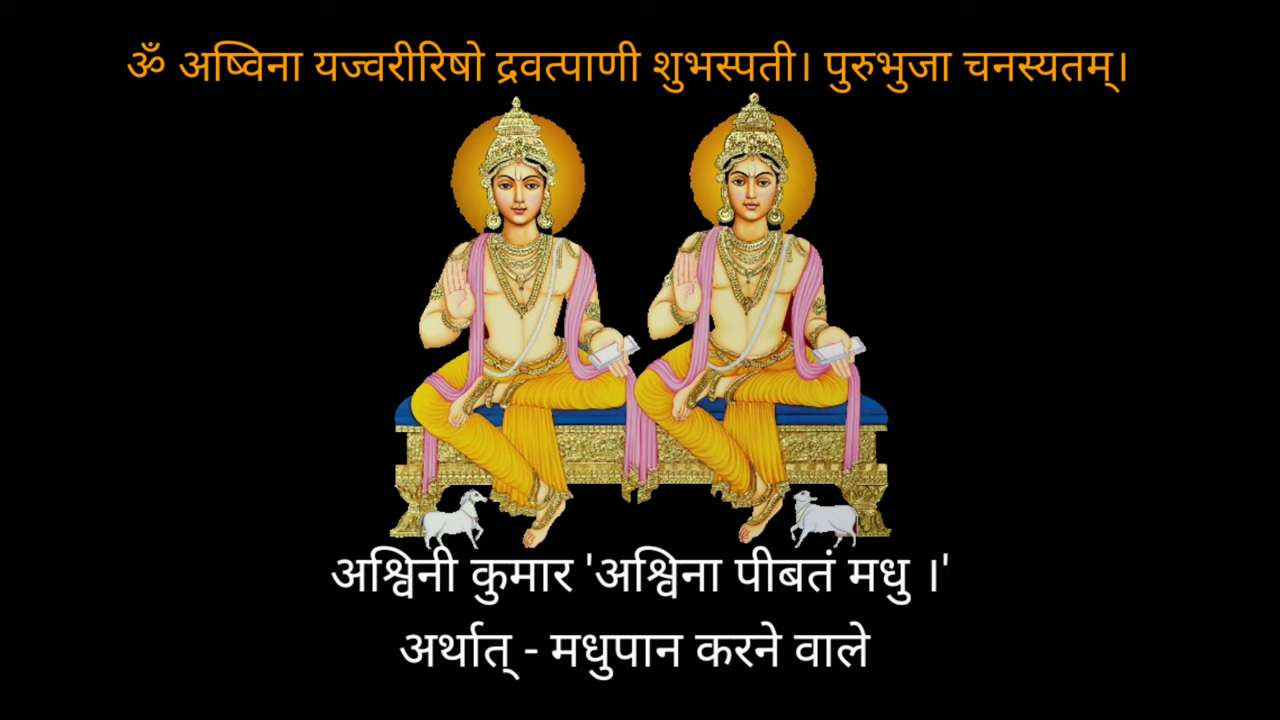 ॐ अष्विना यज्वरीरिषो द्रवत्पाणी शुभस्पती। पुरुभुजा चनस्यतम्।
अश्विनी कुमार 'अश्विना पीबतं मधु ।'
अर्थात् - मधुपान करने वाले